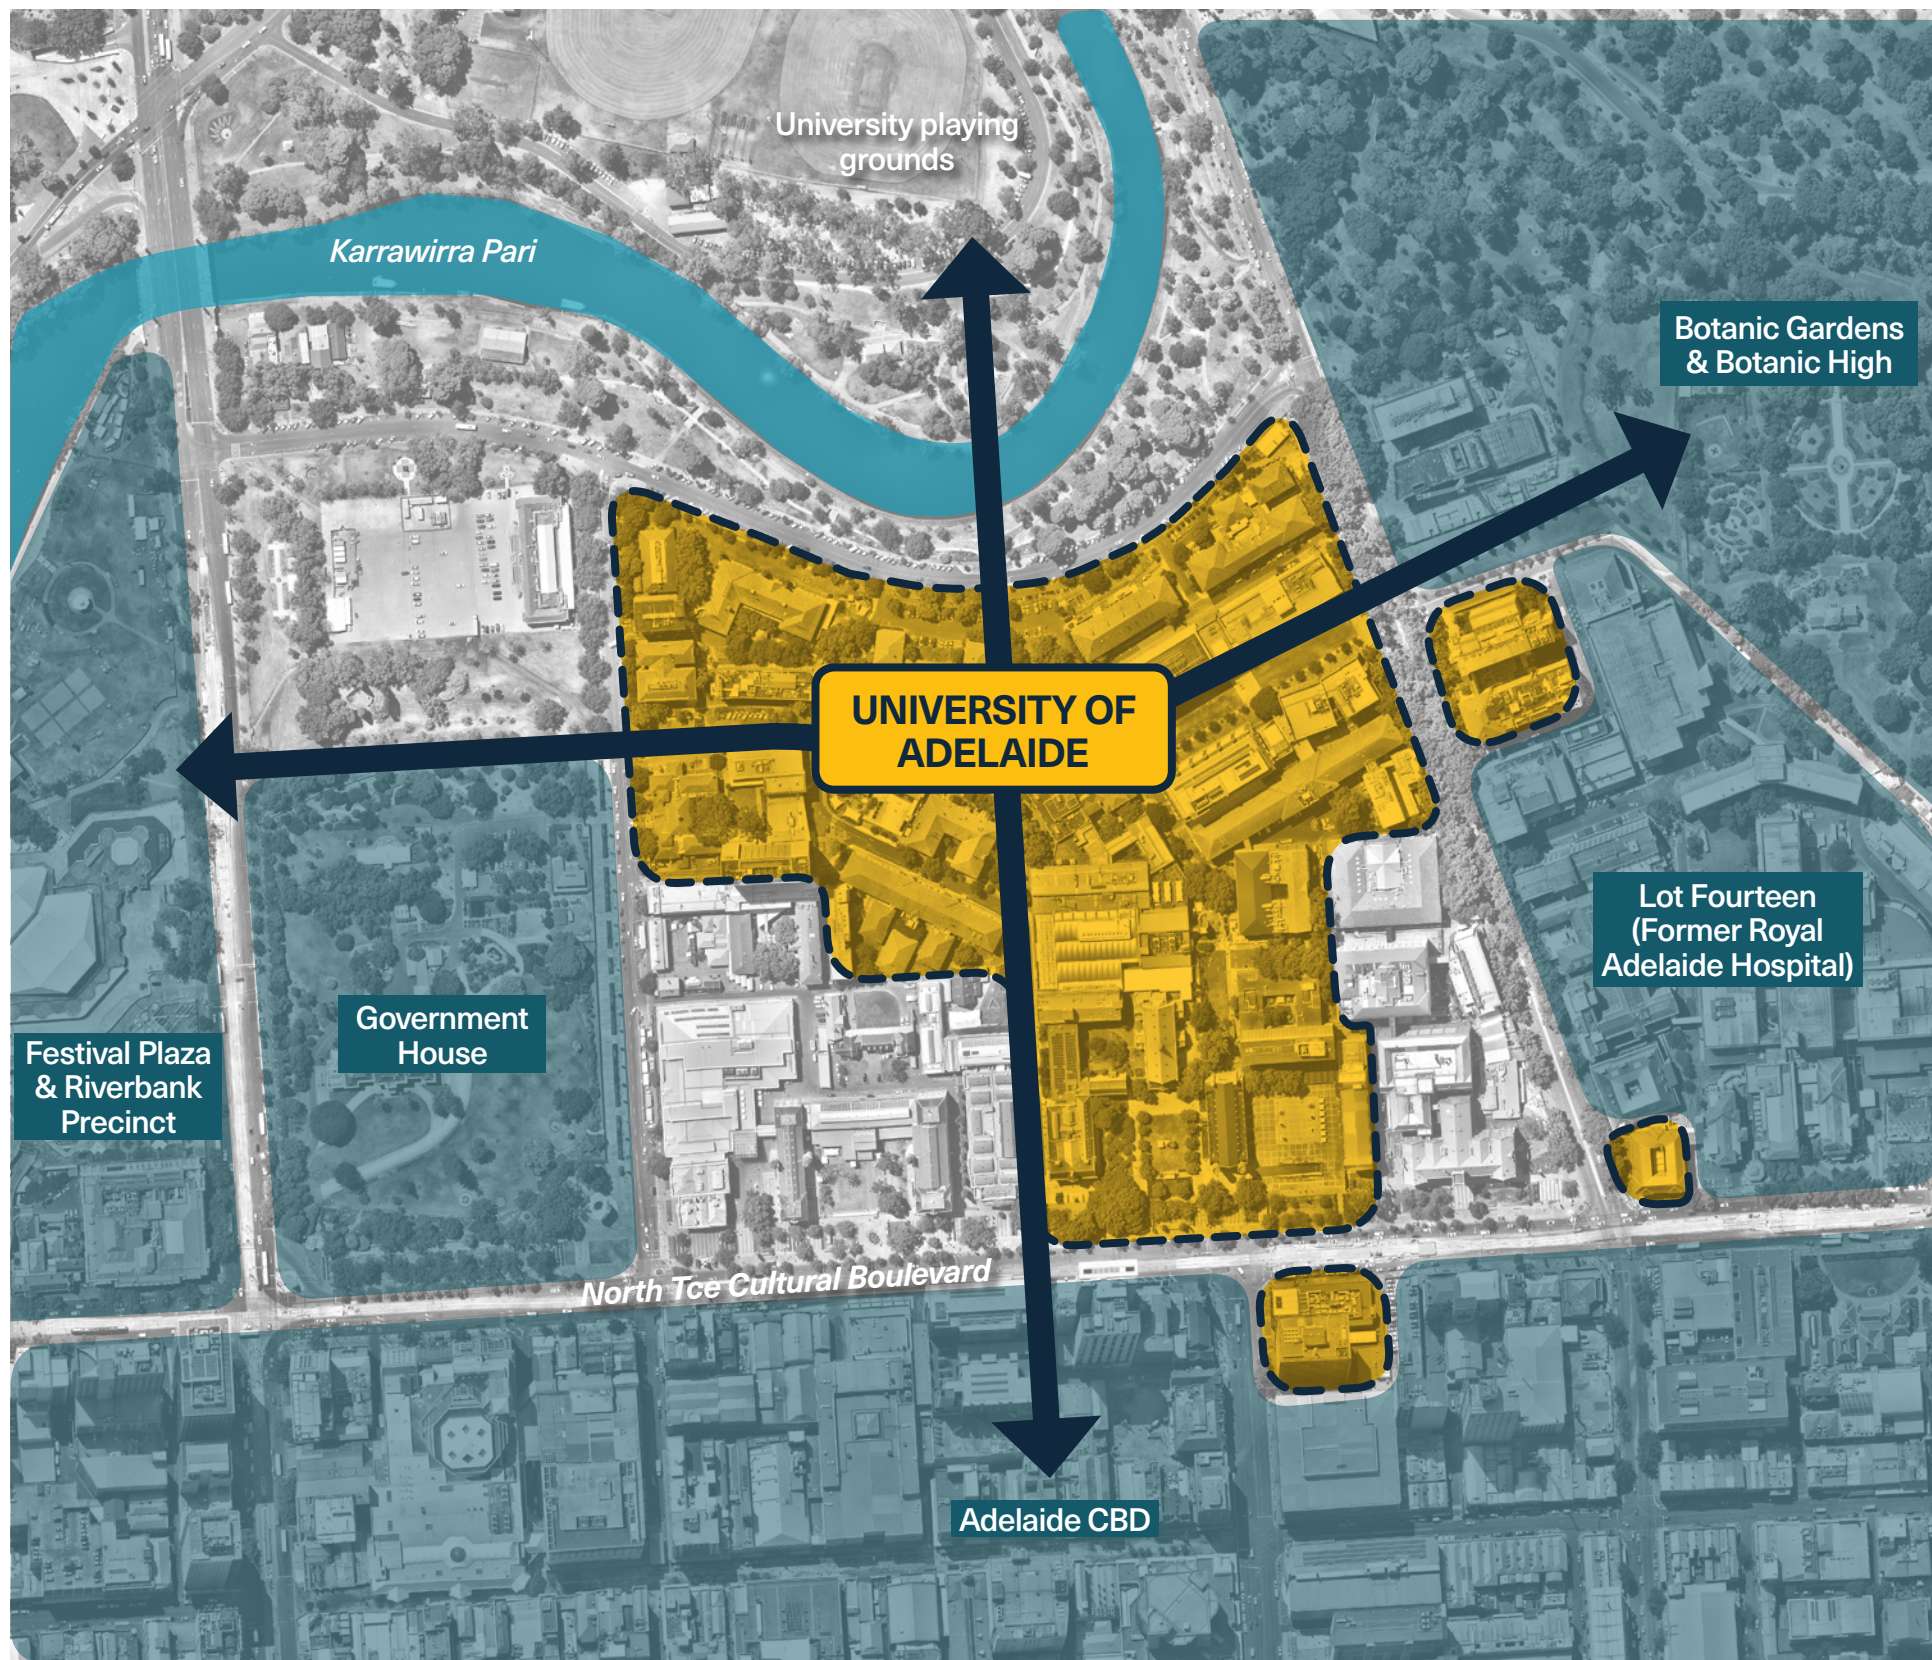 University playing
grounds
Karrawirra Pari
Botanic Gardens
& Botanic High
UNIVERSITY OF
ADELAIDE
Lot Fourteen
(Former Royal
Adelaide Hospital)
Government
House
Festival Plaza
& Riverbank
Precinct
North Tce Cultural Boulevard
Adelaide CBD